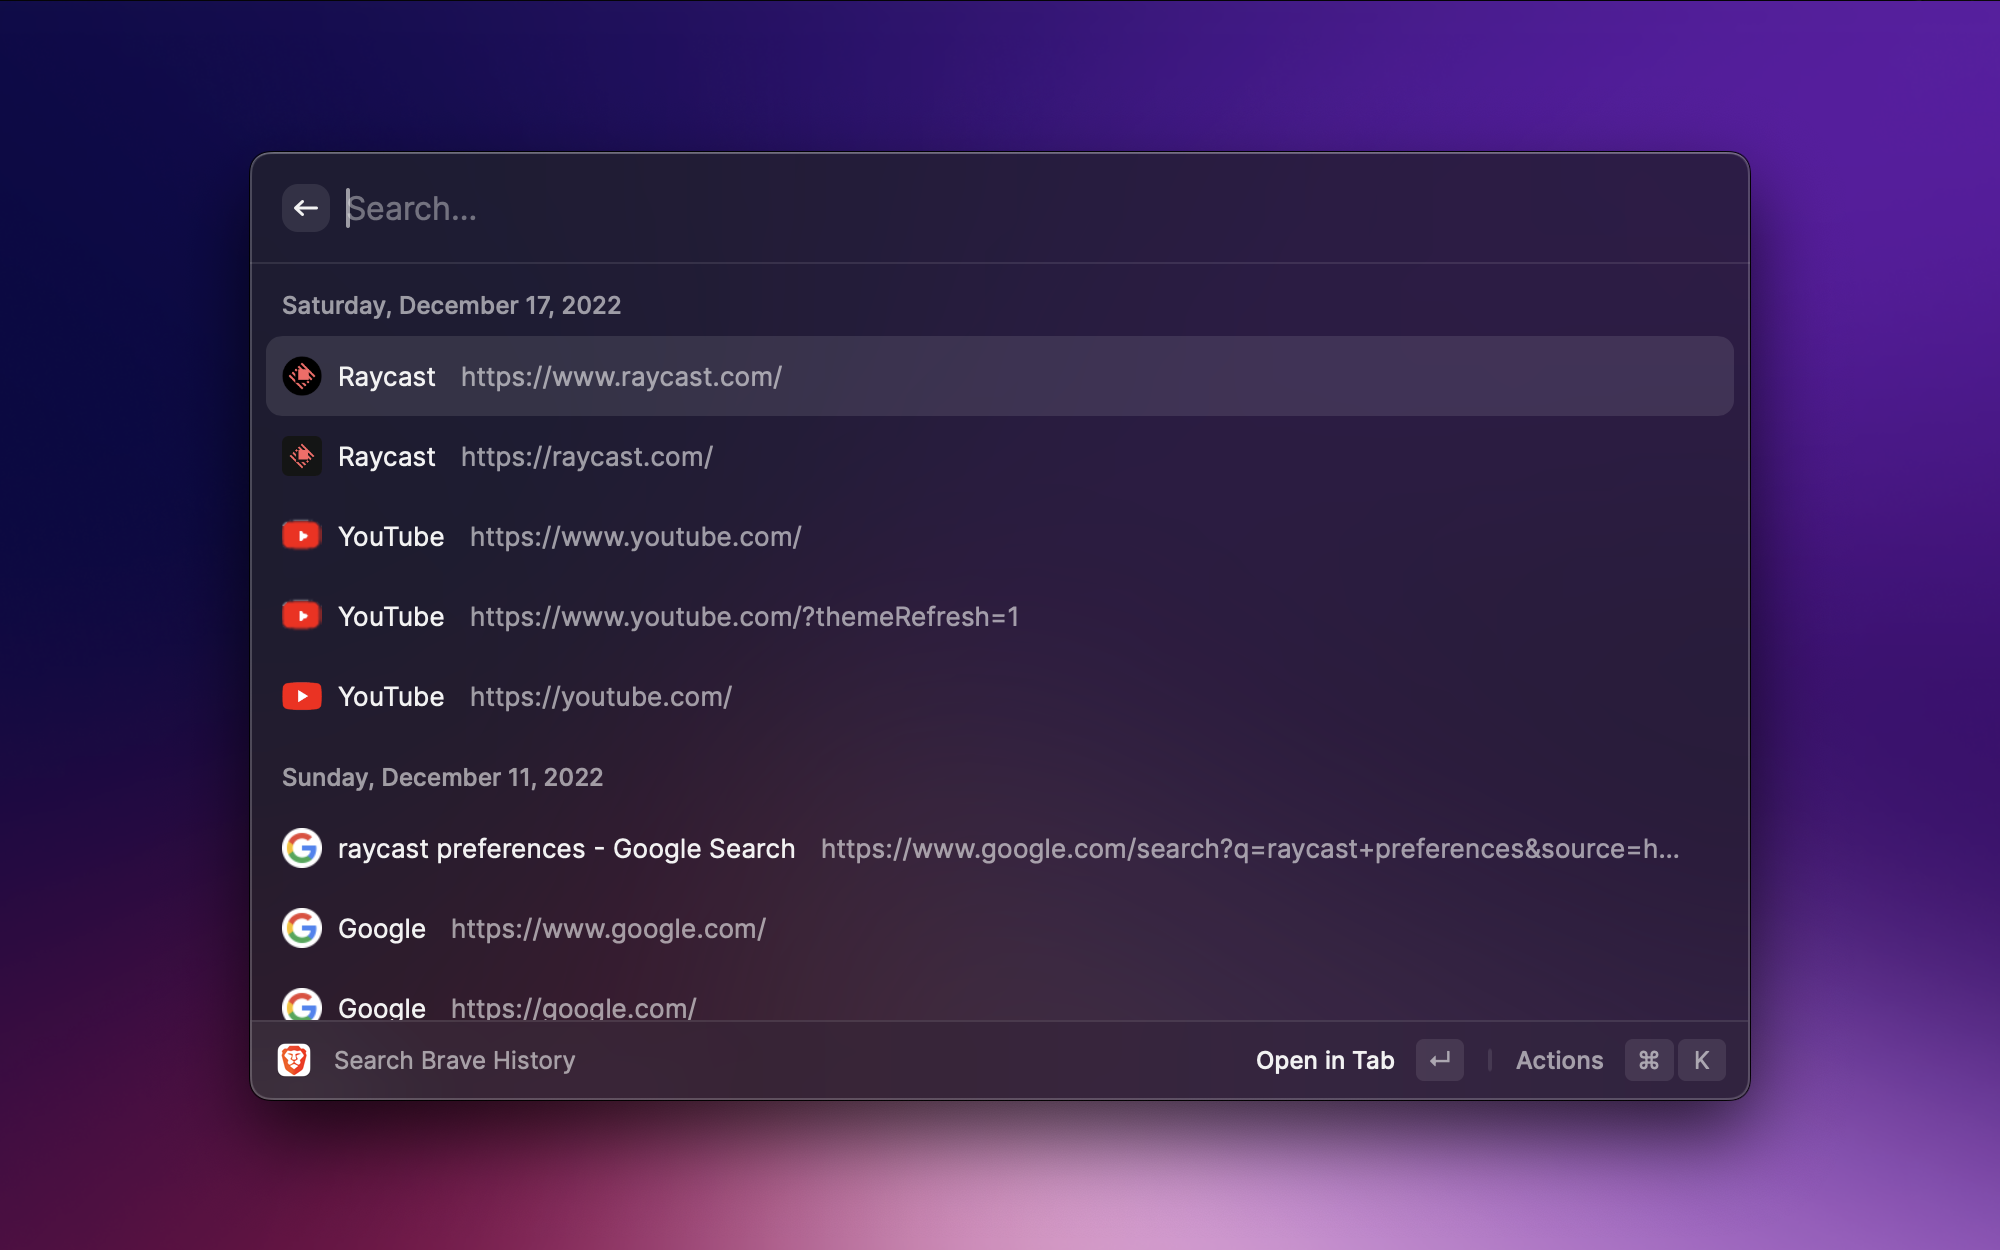 Search...
Saturday, December 17, 2022
Raycast https://www.raycast.com/
Raycast https://raycast.com/
YouTube https://www.youtube.com/
YouTube https://www.youtube.com/?themeRefresh=1
YouTube https://youtube.com/
Sunday, December 11, 2022
raycast preferences - Google Search https://www.google.com/search?q=raycast+preferences&source=h...
Google https://www.google.com/
Google https://google.com/
Search Brave History Open in Tab ↵ | Actions ⌘ K